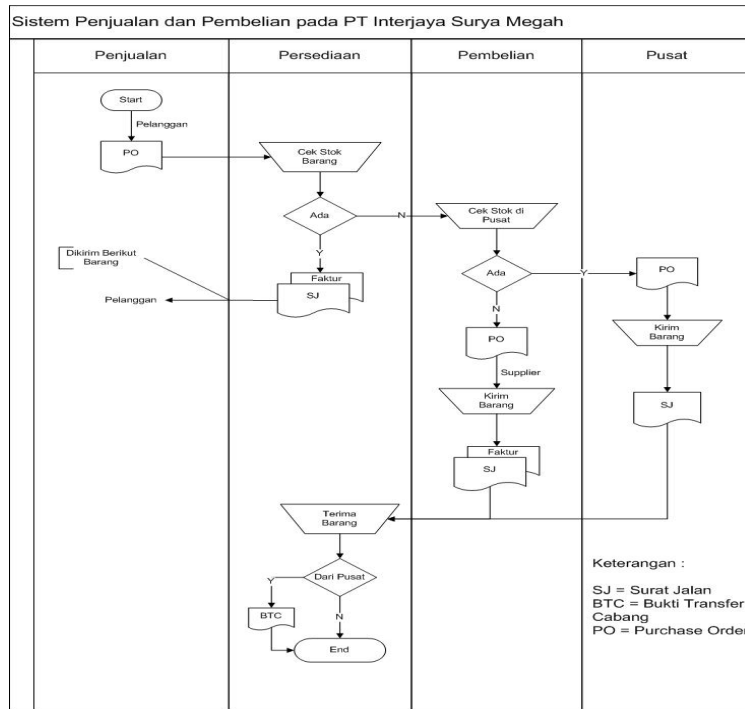 Sistem Penjualan dan Pembelian pada PT Interjaya Surya Megah
Penjualan
Persediaan
Pembelian
Pusat
Start
Pelanggan
PO
Cek Stok
Barang
Ada
N
Cek Stok di
Pusat
Y
Dikirim Berikut
Barang
Faktur
SJ
Pelanggan
Ada
Y
PO
N
Kirim
Barang
PO
Supplier
Kirim
Barang
SJ
Faktur
SJ
Terima
Barang
Dari Pusat
Y
N
BTC
End
Keterangan :
SJ = Surat Jalan
BTC = Bukti Transfer
Cabang
PO = Purchase Order